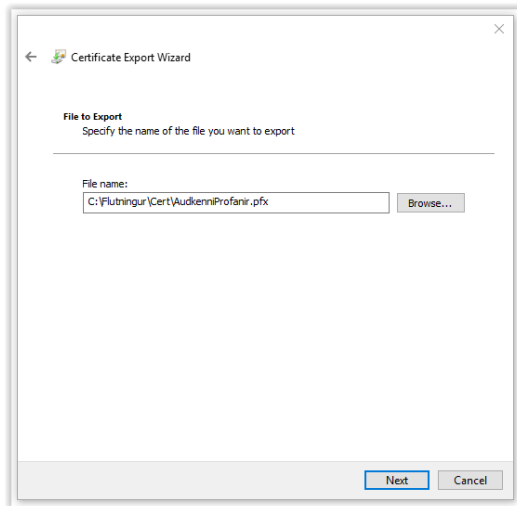 Certificate Export Wizard
File to Export
Specify the name of the file you want to export
File name:
C:\Flutningur\Cert\AudkenniProfanir.pfx
Browse...
Next
Cancel